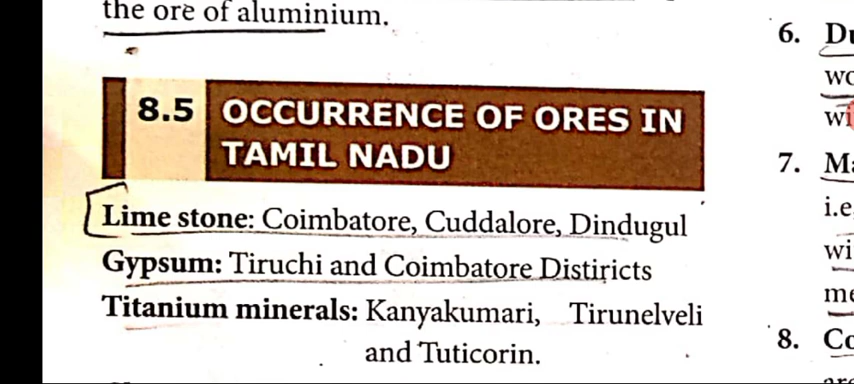 the ore of aluminium.
8.5 OCCURRENCE OF ORES IN
TAMIL NADU
Lime stone: Coimbatore, Cuddalore, Dindugul
Gypsum: Tiruchi and Coimbatore Distiricts
Titanium minerals: Kanyakumari, Tirunelveli
and Tuticorin.
6.
7.
i.e
8.